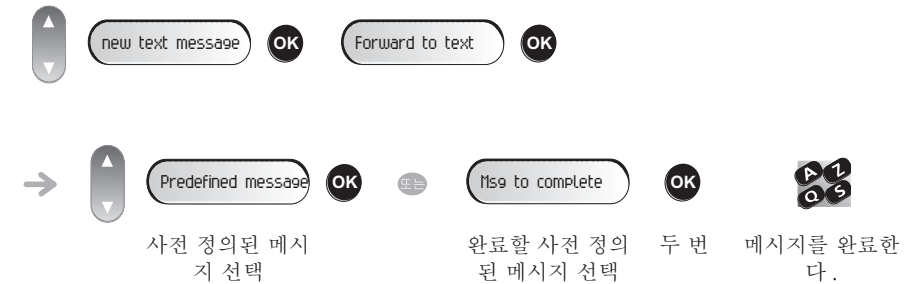 new text message OK Forward to text OK
Predefined message OK 또는 Msg to complete OK A Z Q S
사전 정의된 메시 완료할 사전 정의 두 번 메시지를 완료한
지 선택 된 메시지 선택 다.